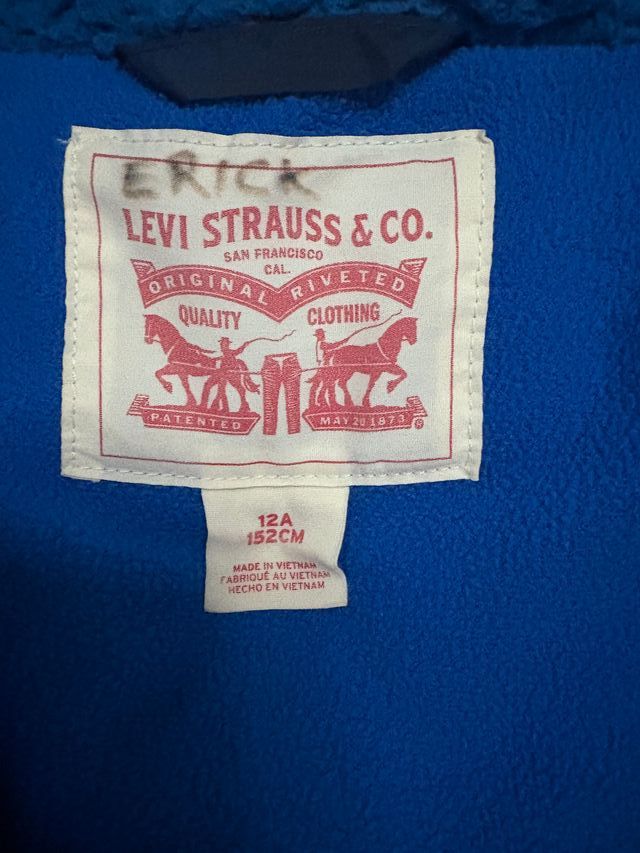 ERICK
LEVI STRAUSS & CO.
SAN FRANCISCO
CAL.
ORIGINAL RIVETED
QUALITY CLOTHING
PATENTED MAY 20 1873 ®
12A
152CM
MADE IN VIETNAM
FABRIQUÉ AU VIETNAM
HECHO EN VIETNAM